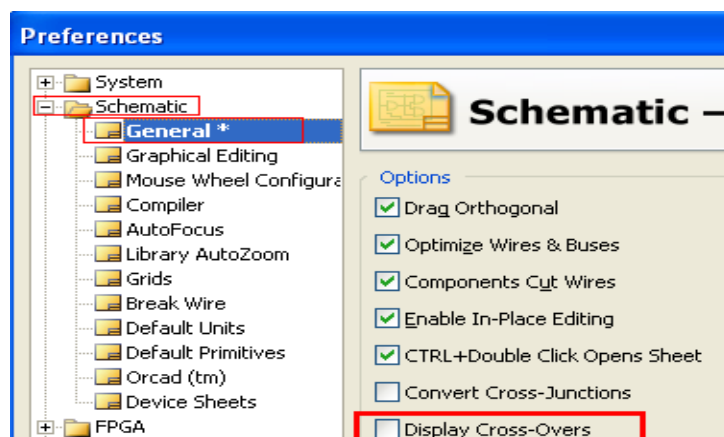 Preferences
System
Schematic
General *
Graphical Editing
Mouse Wheel Configura
Compiler
AutoFocus
Library AutoZoom
Grids
Break Wire
Default Units
Default Primitives
Orcad (tm)
Device Sheets
FPGA
Schematic –
Options
Drag Orthogonal
Optimize Wires & Buses
Components Cut Wires
Enable In-Place Editing
CTRL+Double Click Opens Sheet
Convert Cross-Junctions
Display Cross-Overs